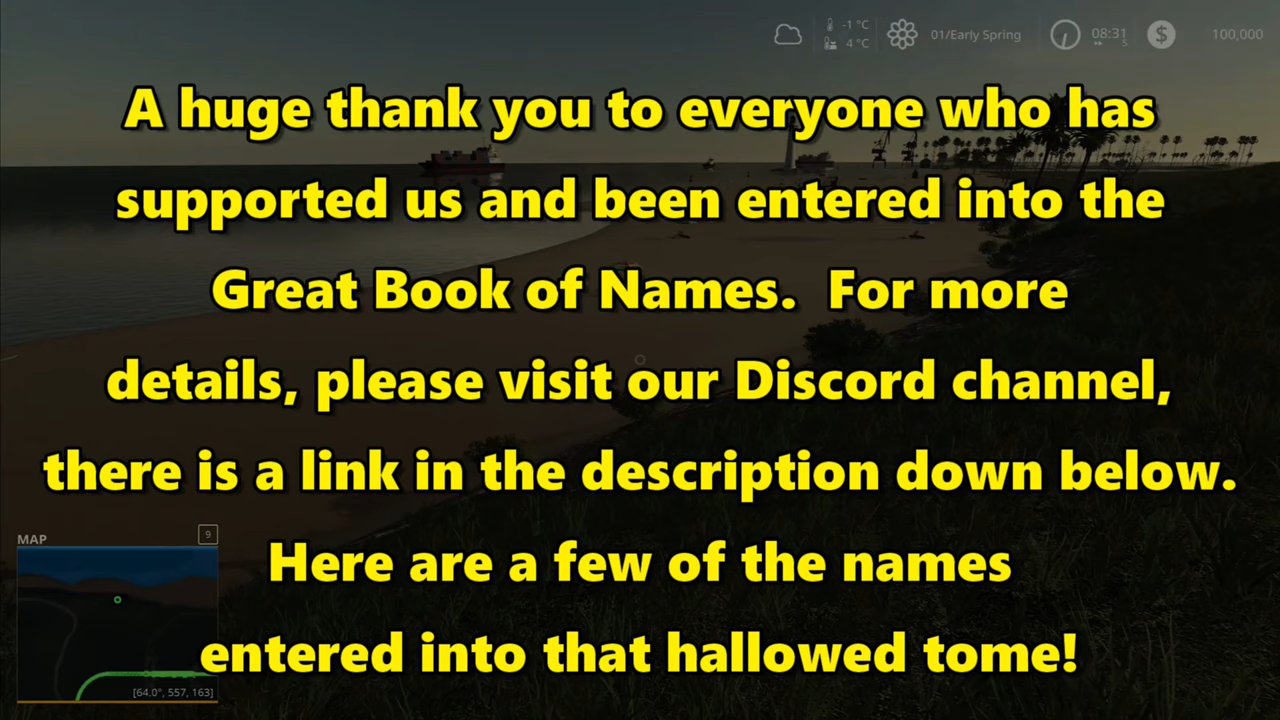 -1 °C
4 °C
01/Early Spring
08:31
5
$
100,000
A huge thank you to everyone who has
supported us and been entered into the
Great Book of Names.  For more
details, please visit our Discord channel,
there is a link in the description down below.
Here are a few of the names
entered into that hallowed tome!
MAP
9
[64.0°, 557, 163]